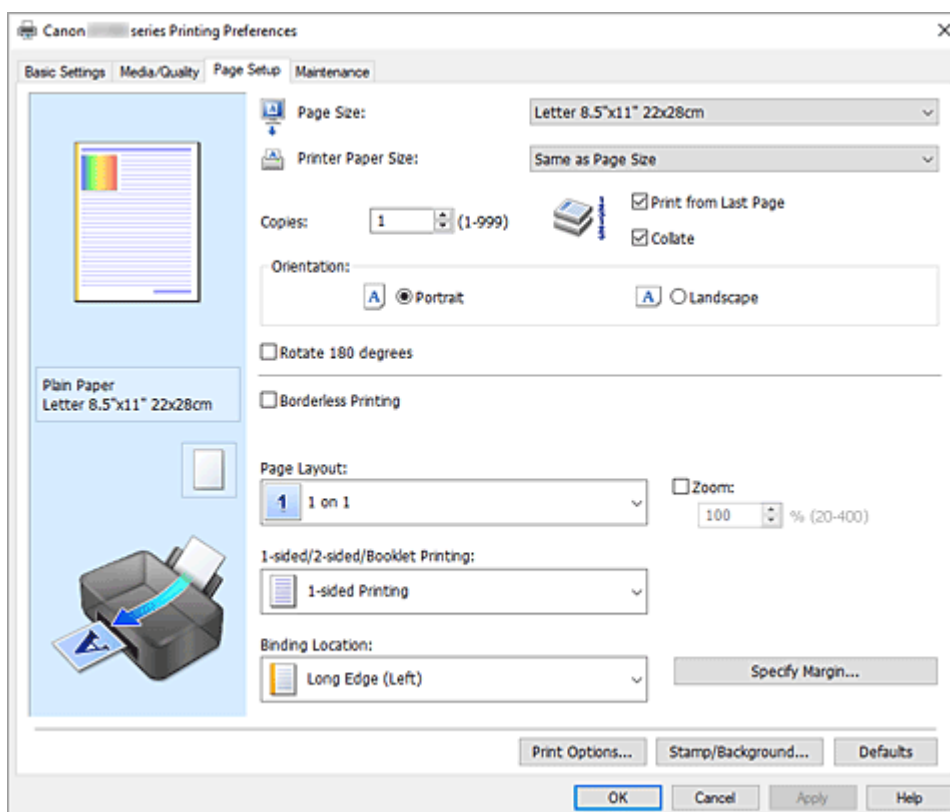 Canon series Printing Preferences
Basic Settings Media/Quality Page Setup Maintenance
Page Size: Letter 8.5"x11" 22x28cm
Printer Paper Size: Same as Page Size
Copies: 1 (1-999)
Print from Last Page
Collate
Orientation:
A Portrait A Landscape
Rotate 180 degrees
Plain Paper
Letter 8.5"x11" 22x28cm
Borderless Printing
Page Layout:
1 1 on 1
Zoom:
100 % (20-400)
1-sided/2-sided/Booklet Printing:
1-sided Printing
A
Binding Location:
Long Edge (Left)
Specify Margin...
Print Options... Stamp/Background... Defaults
OK Cancel Apply Help